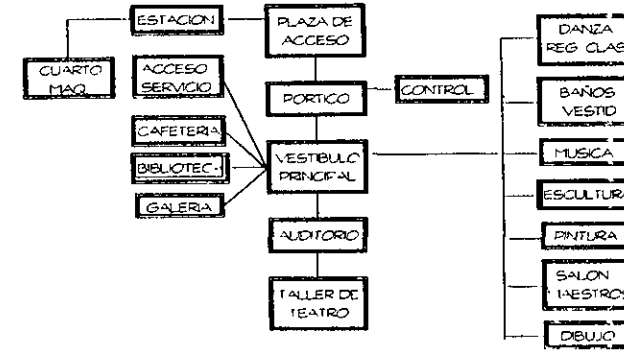 ESTACION
PLAZA DE
ACCESO
DANZA
REG CLAS
CUARTO
MAQ.
ACCESO
SERVICIO
PORTICO
CONTROL
BAÑOS
VESTID
CAFETERIA
VESTIBULO
PRINCIPAL
MUSICA
BIBLIOTEC
ESCULTURA
GALERIA
AUDITORIO
PINTURA
TALLER DE
TEATRO
SALON
MAESTROS
DIBUJO